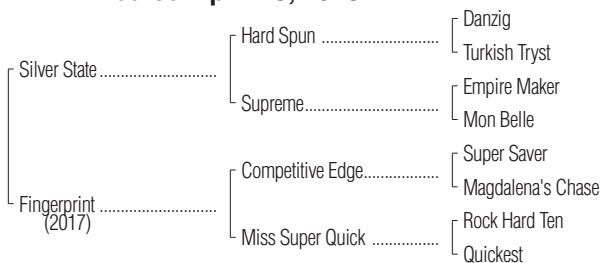 Danzig
Hard Spun ................................
Turkish Tryst
Silver State ................................
Empire Maker
Supreme.....................................
Mon Belle
Super Saver
Competitive Edge.....................
Magdalena's Chase
Fingerprint ................................
(2017)
Rock Hard Ten
Miss Super Quick ..................
Quickest